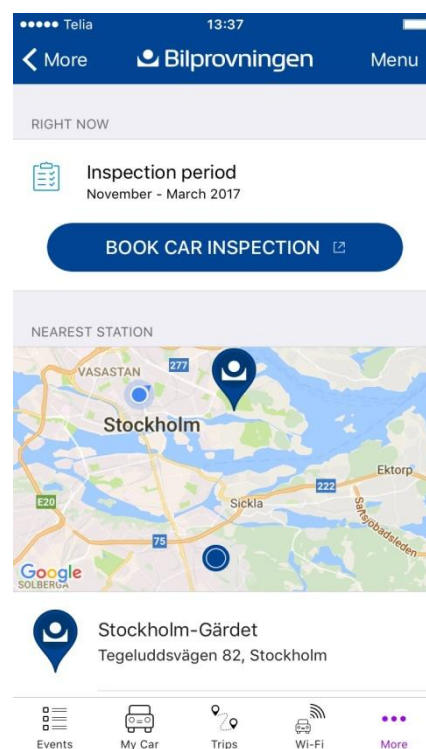 Telia 13:37
More Bilprovningen Menu
RIGHT NOW
Inspection period
November - March 2017
BOOK CAR INSPECTION
NEAREST STATION
277
VASASTAN
Stockholm
Ektorp
222
E20
Sickla
Saltsjöbadsleden
75
Google
SOLBERGA
Stockholm-Gärdet
Tegeluddsvägen 82, Stockholm
Events My Car Trips Wi-Fi More